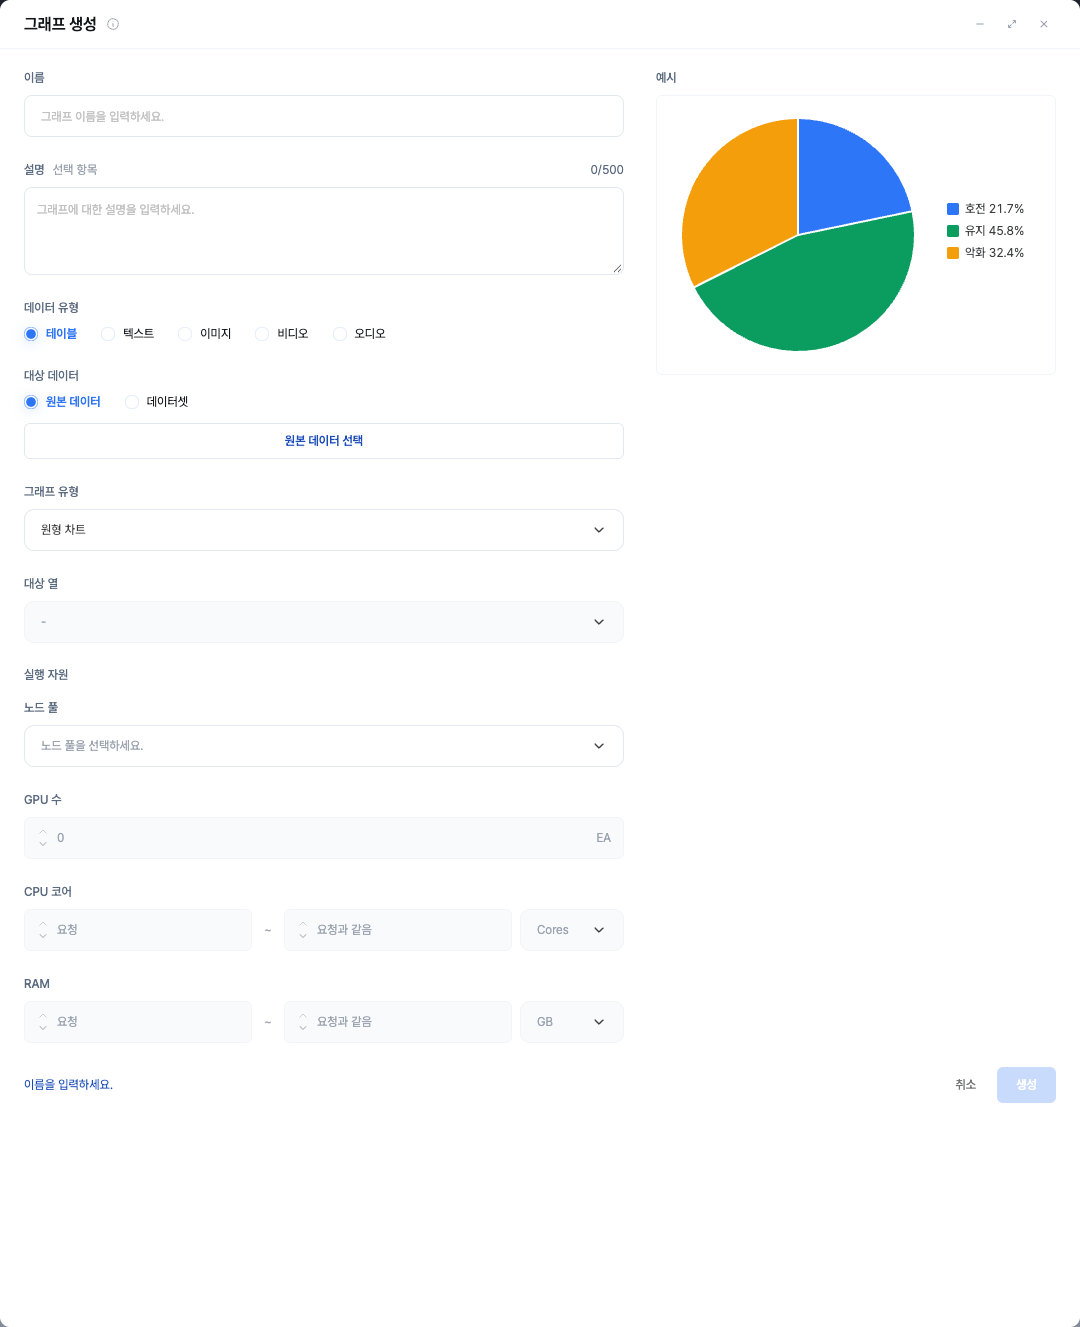 그래프 생성
이름
그래프 이름을 입력하세요.
설명 선택 항목 0/500
그래프에 대한 설명을 입력하세요.
데이터 유형
테이블 텍스트 이미지 비디오 오디오
대상 데이터
원본 데이터 데이터셋
원본 데이터 선택
그래프 유형
원형 차트
대상 열
-
실행 자원
노드 풀
노드 풀을 선택하세요.
GPU 수
0 EA
CPU 코어
요청 ~ 요청과 같음 Cores
RAM
요청 ~ 요청과 같음 GB
예시
호전 21.7%
유지 45.8%
악화 32.4%
이름을 입력하세요.
취소 생성